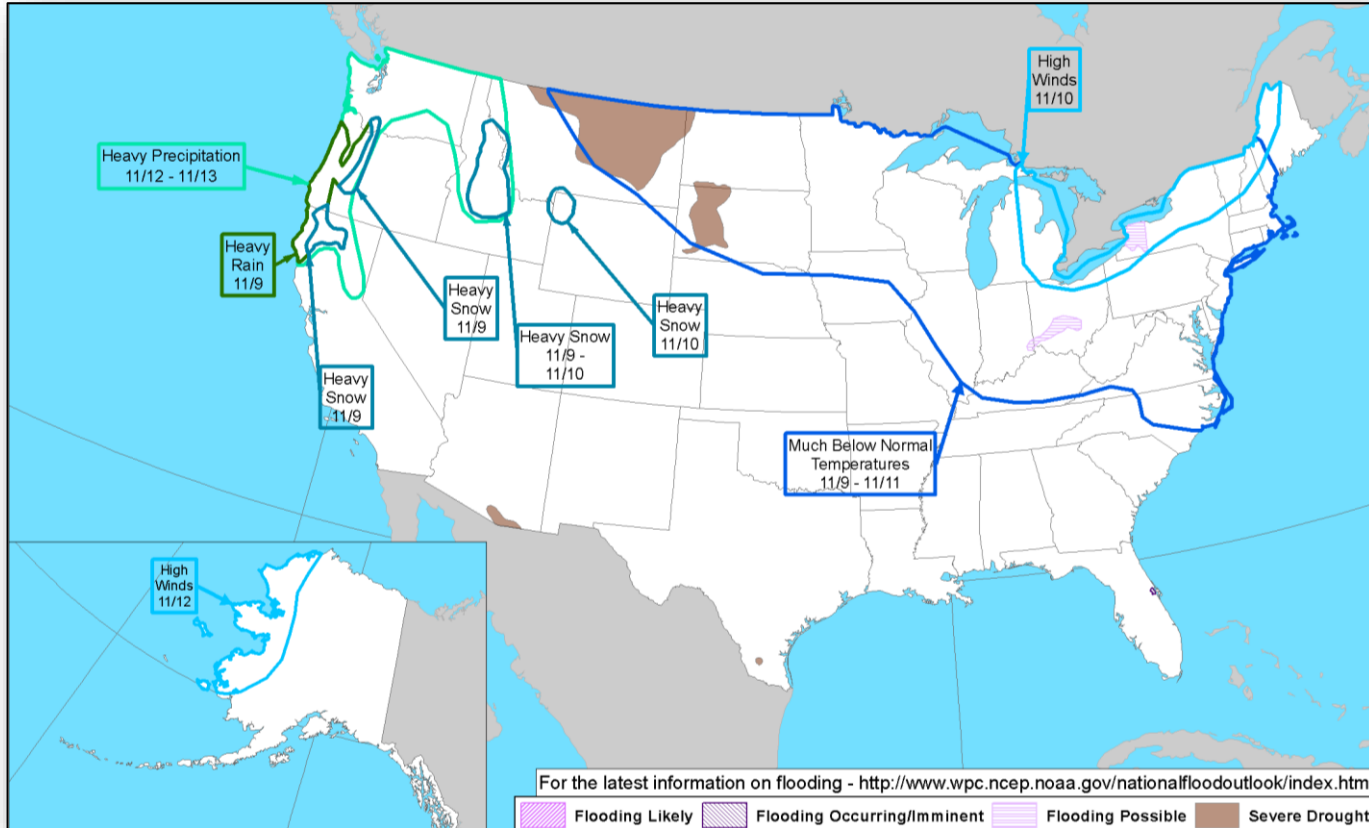 High
Winds
11/10
Heavy Precipitation
11/12 - 11/13
Heavy
Rain
11/9
Heavy
Snow
11/9
Heavy Snow
11/9 -
11/10
Heavy
Snow
11/10
Heavy
Snow
11/9
Much Below Normal
Temperatures
11/9 - 11/11
High
Winds
11/12
For the latest information on flooding - http://www.wpc.ncep.noaa.gov/nationalfloodoutlook/index.htm
Flooding Likely Flooding Occurring/Imminent Flooding Possible Severe Drought